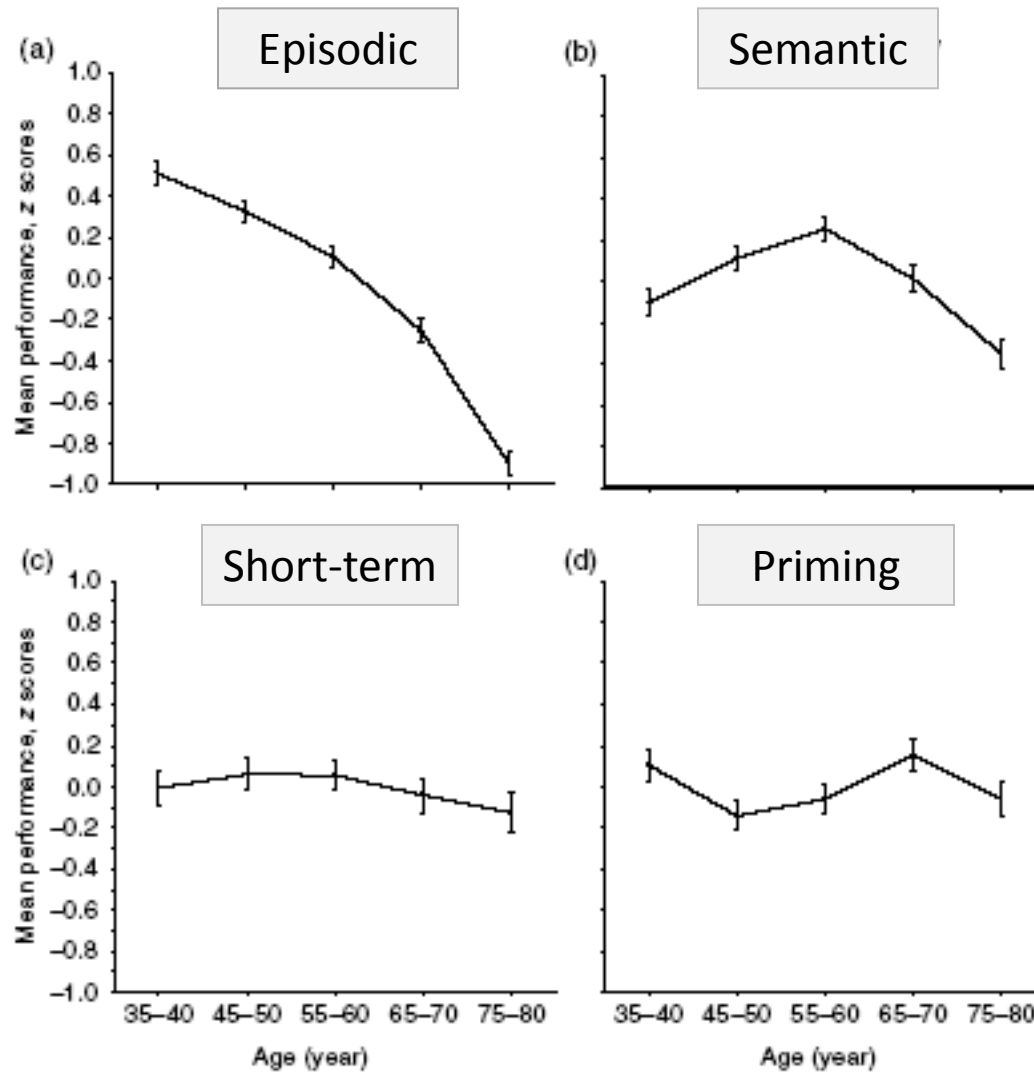 (a)
Episodic
(b)
Semantic
1.0
0.8
0.6
0.4
0.2
0.0
–0.2
–0.4
–0.6
–0.8
–1.0
Mean performance, z scores
(c)
Short-term
(d)
Priming
1.0
0.8
0.6
0.4
0.2
0.0
–0.2
–0.4
–0.6
–0.8
–1.0
Mean performance, z scores
35–40 45–50 55–60 65–70 75–80
35–40 45–50 55–60 65–70 75–80
Age (year)
Age (year)